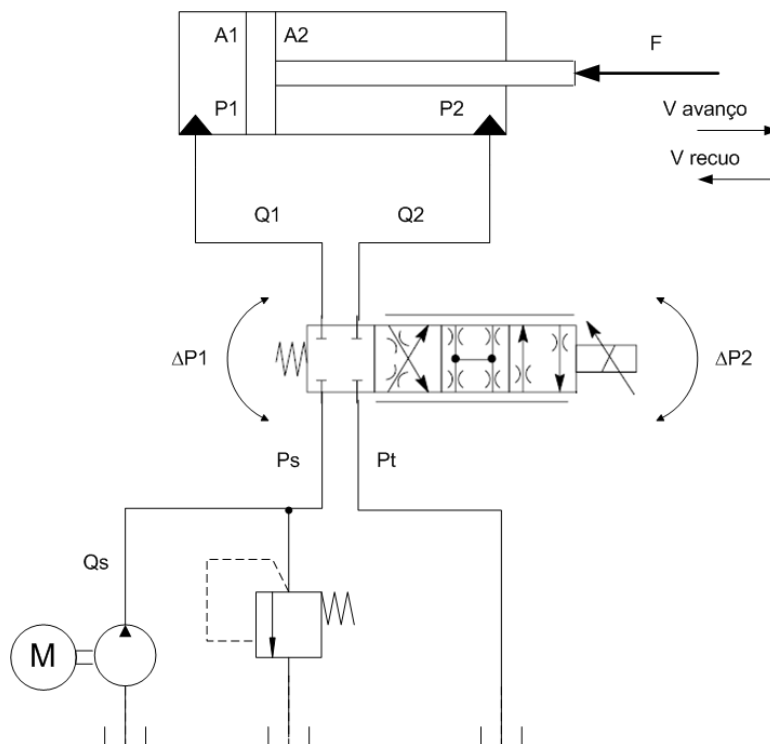 A1 A2
F
P1 P2
V avanço
V recuo
Q1 Q2
ΔP1 ΔP2
Ps Pt
Qs
M